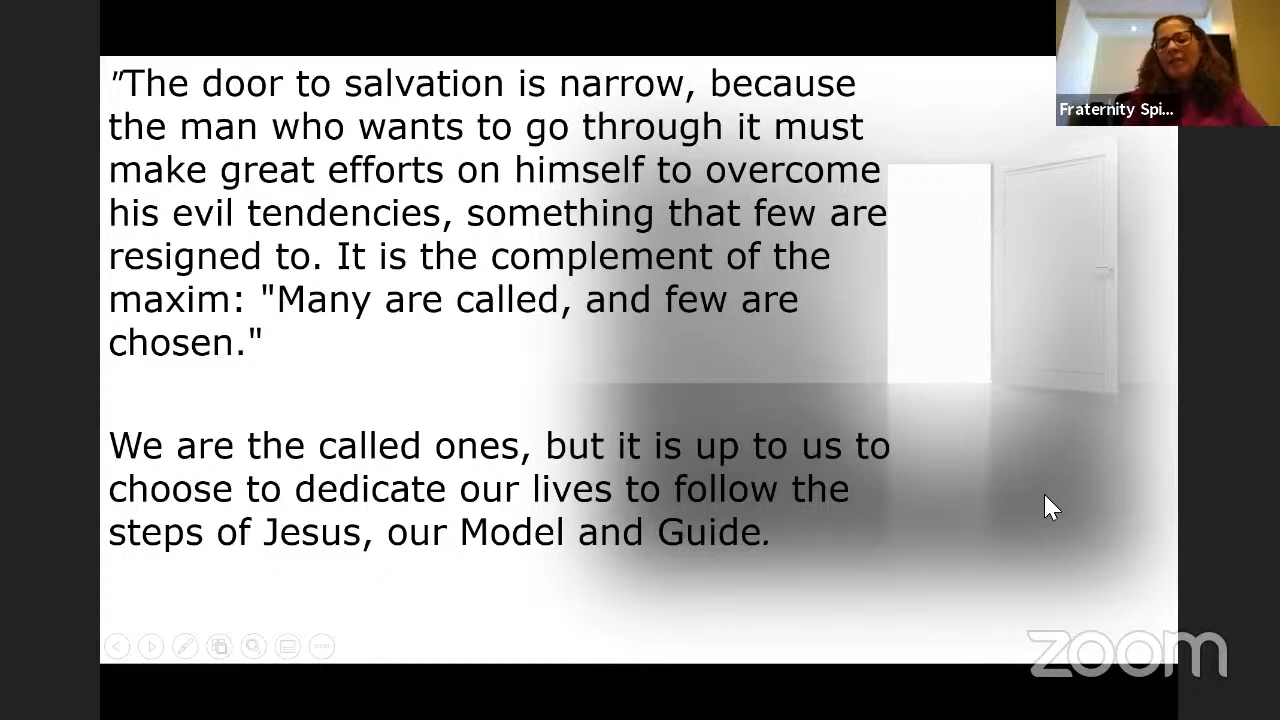 "The door to salvation is narrow, because
the man who wants to go through it must
make great efforts on himself to overcome
his evil tendencies, something that few are
resigned to. It is the complement of the
maxim: "Many are called, and few are
chosen."
We are the called ones, but it is up to us to
choose to dedicate our lives to follow the
steps of Jesus, our Model and Guide.
Fraternity Spi...
zoom